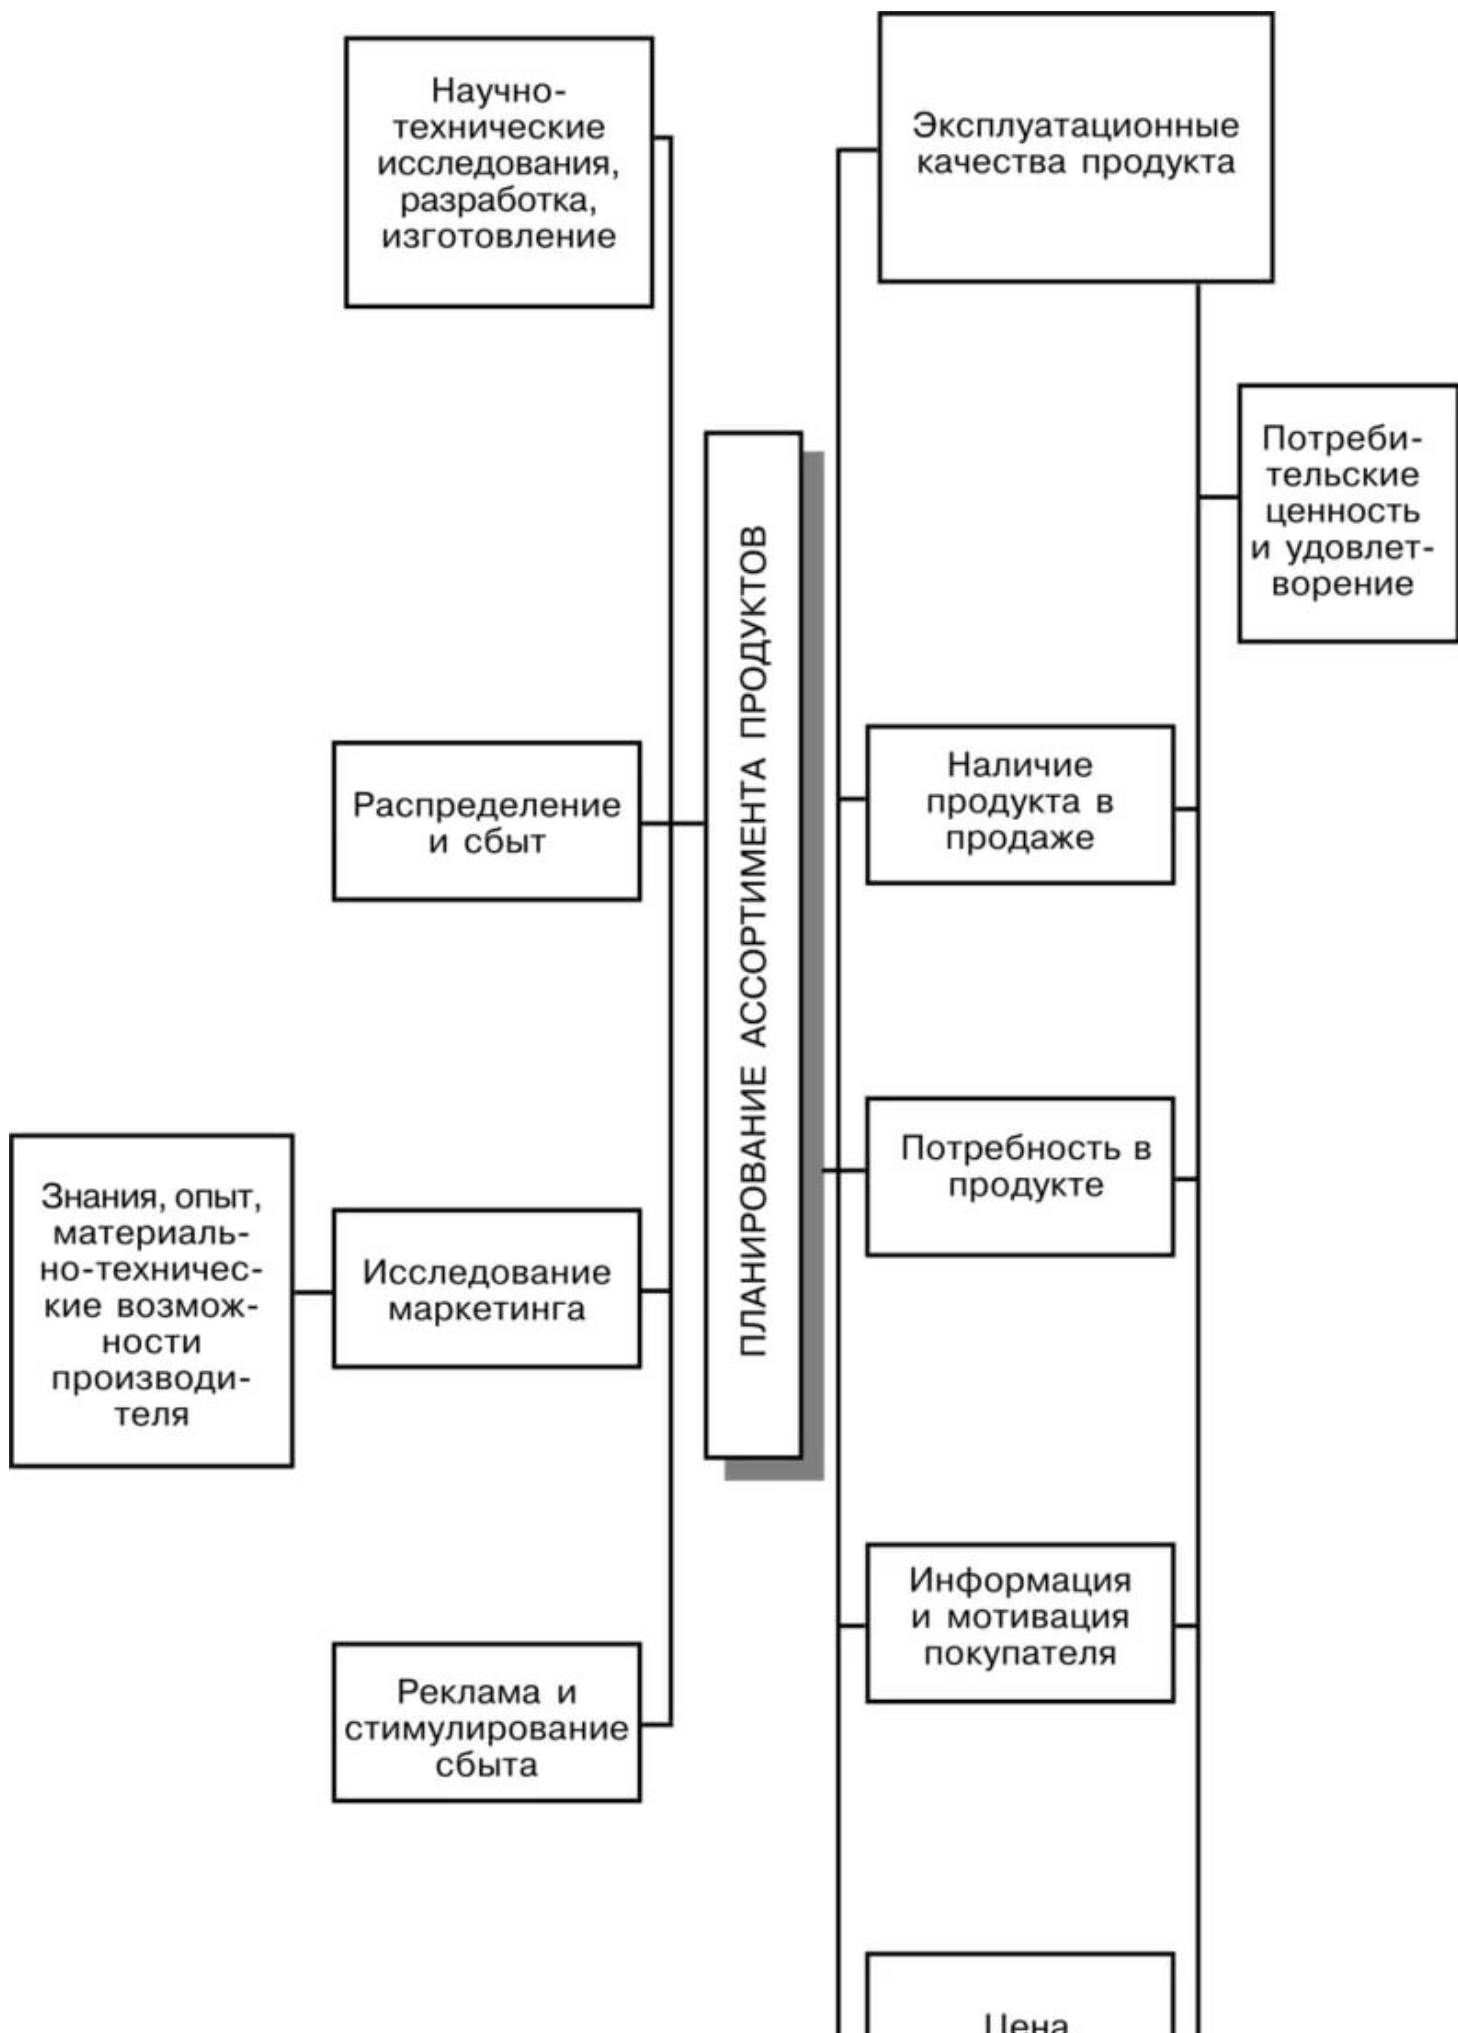 Научно-
технические
исследования,
разработка,
изготовление
Эксплуатационные
качества продукта
Потреби-
тельские
ценность
и удовлет-
ворение
ПЛАНИРОВАНИЕ АССОРТИМЕНТА ПРОДУКТОВ
Распределение
и сбыт
Наличие
продукта в
продаже
Знания, опыт,
материаль-
но-техничес-
кие возмож-
ности
производи-
теля
Исследование
маркетинга
Потребность в
продукте
Информация
и мотивация
покупателя
Реклама и
стимулирование
сбыта
Цена